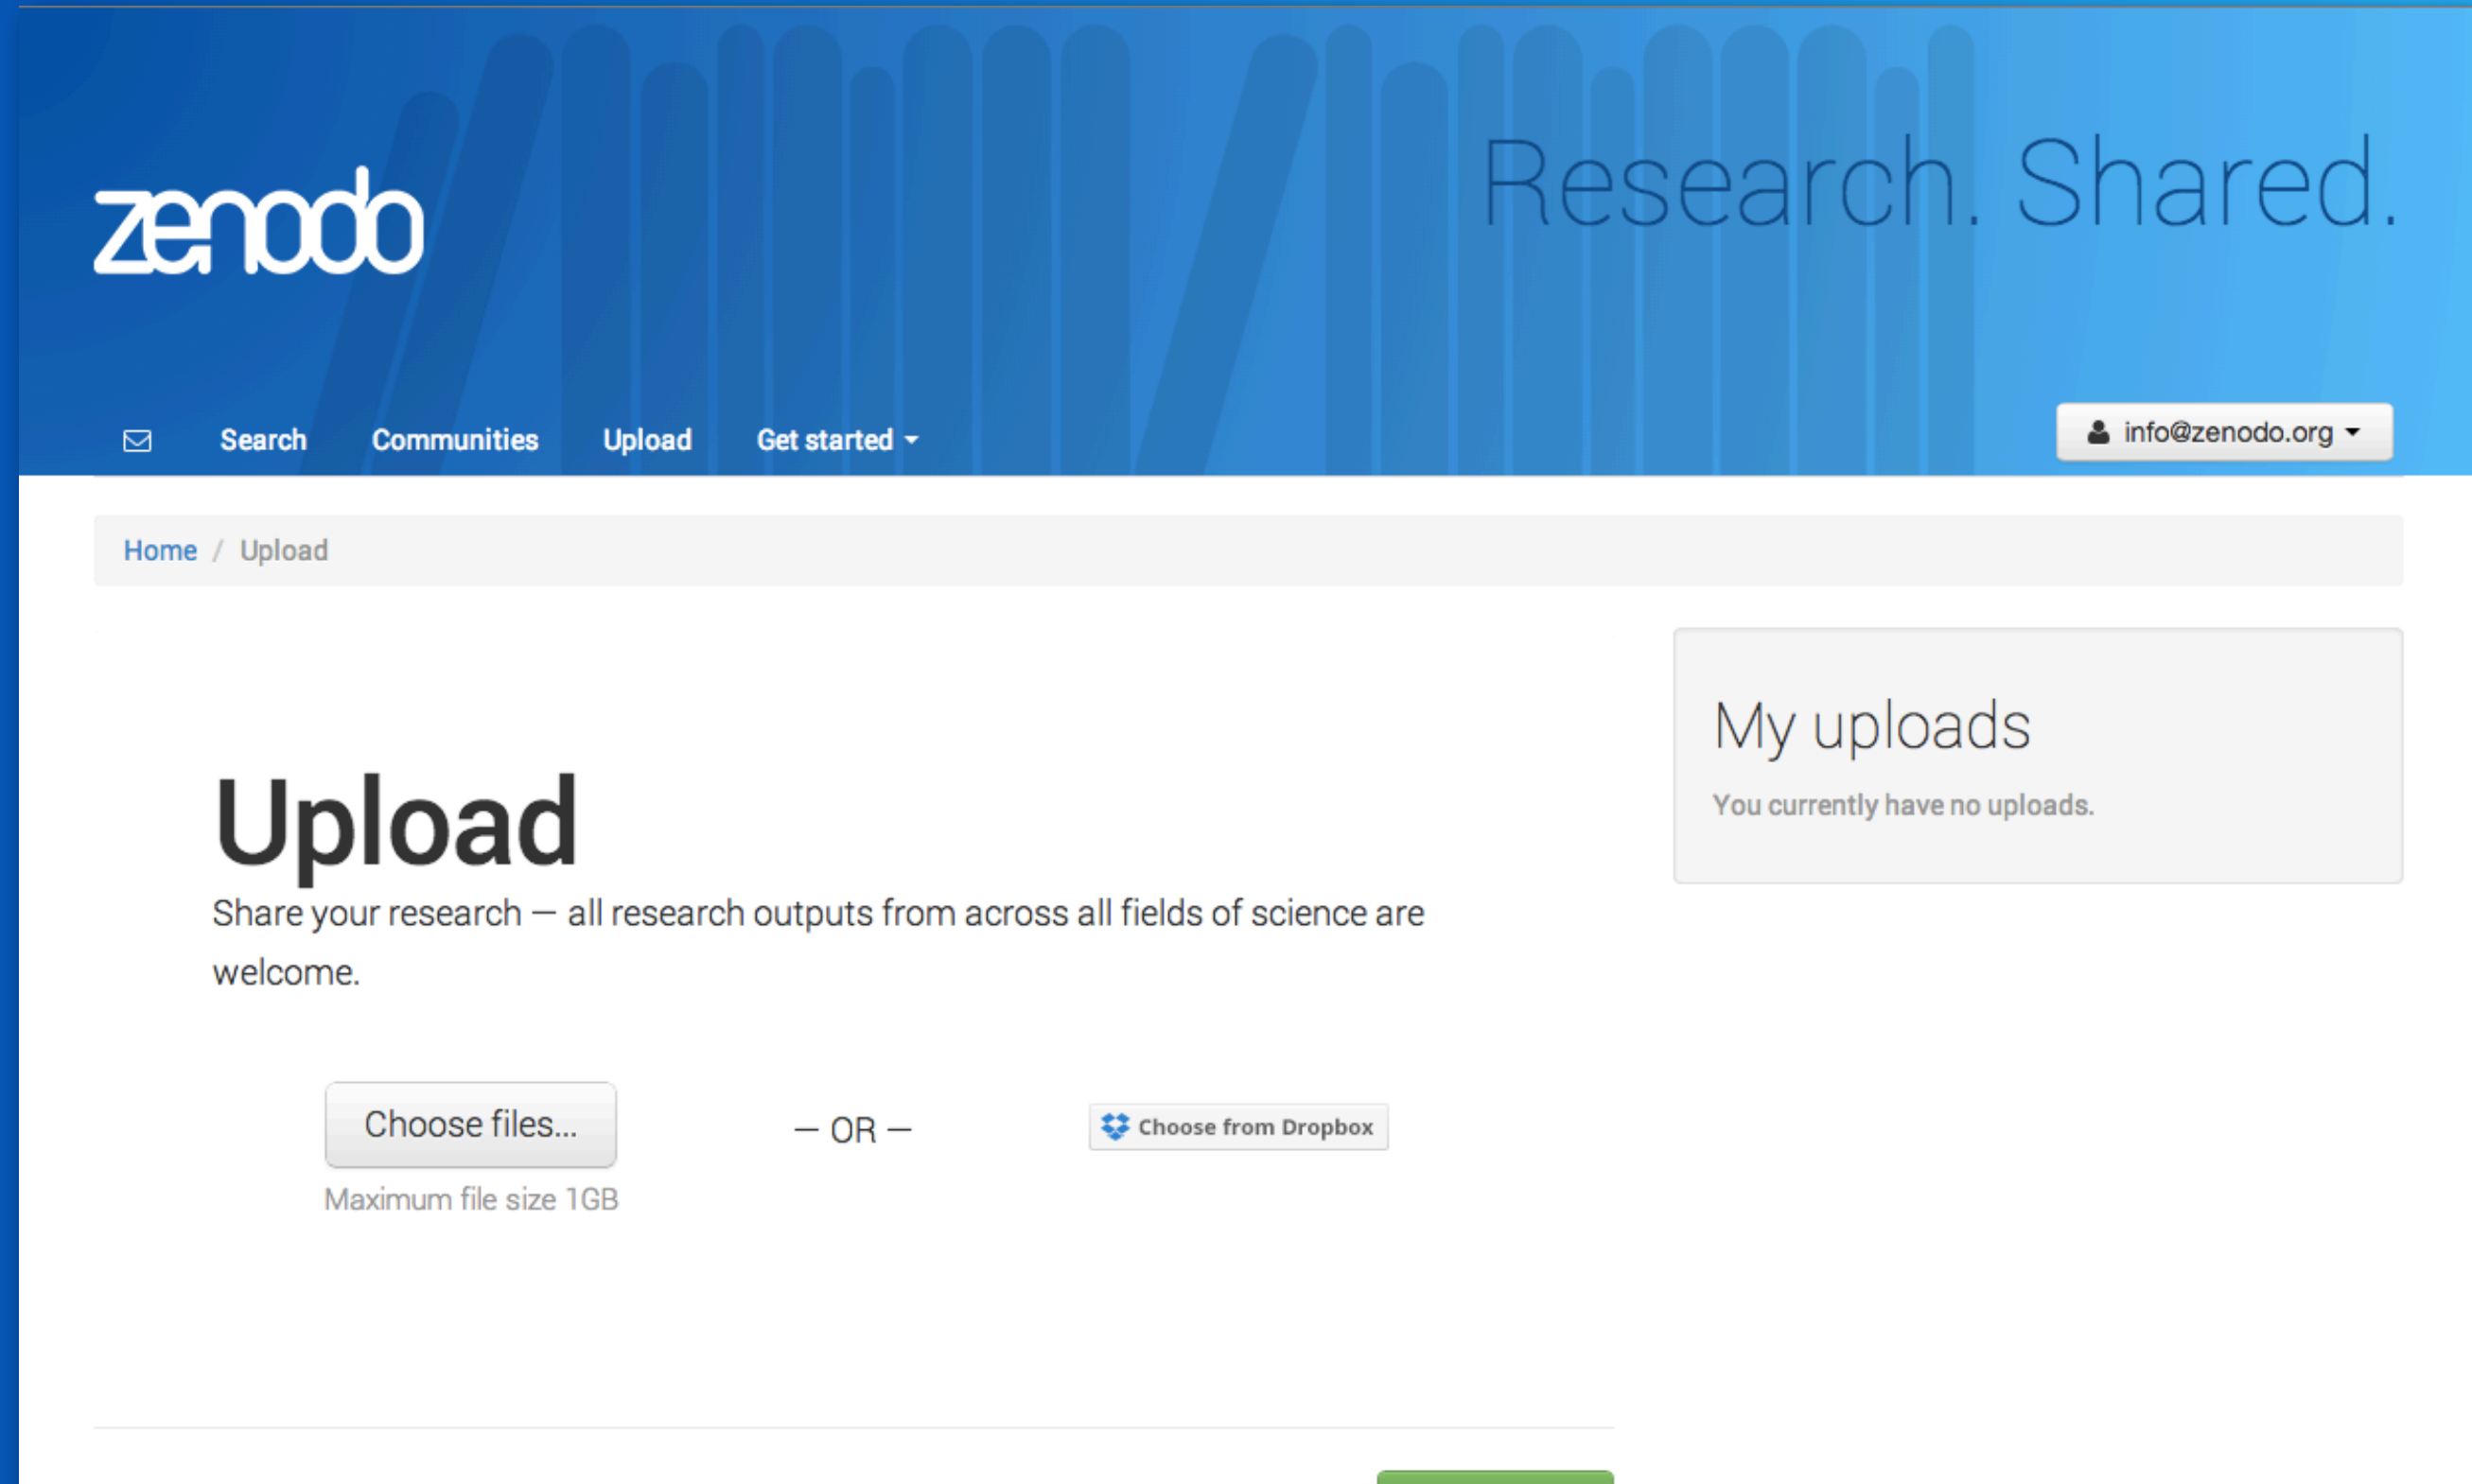 zenodo
Research. Shared.
Search Communities Upload Get started
info@zenodo.org
Home / Upload
My uploads
You currently have no uploads.
Upload
Share your research — all research outputs from across all fields of science are
welcome.
Choose files...
— OR —
Choose from Dropbox
Maximum file size 1GB